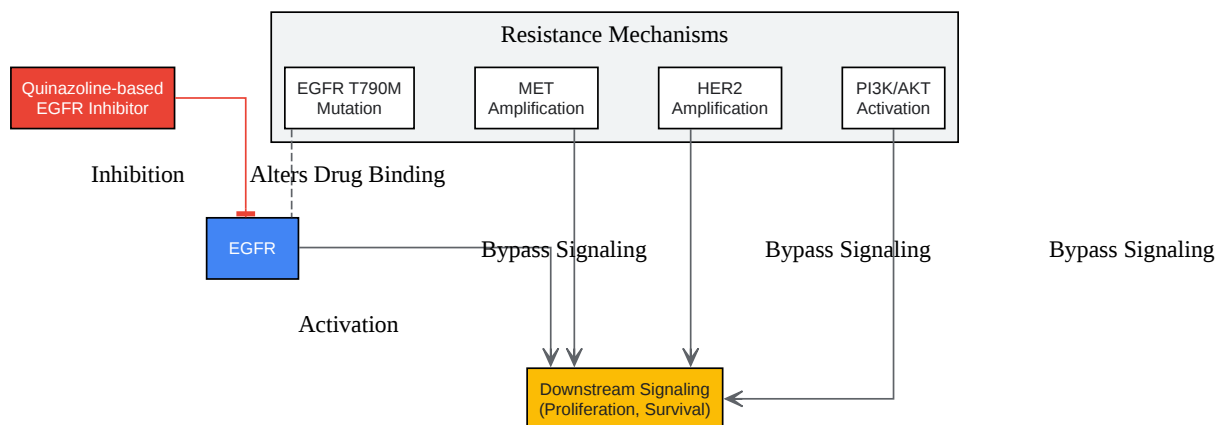 Resistance Mechanisms
Quinazoline-based
EGFR Inhibitor
EGFR T790M
Mutation
MET
Amplification
HER2
Amplification
PI3K/AKT
Activation
Inhibition
Alters Drug Binding
EGFR
Bypass Signaling
Bypass Signaling
Bypass Signaling
Activation
Downstream Signaling
(Proliferation, Survival)